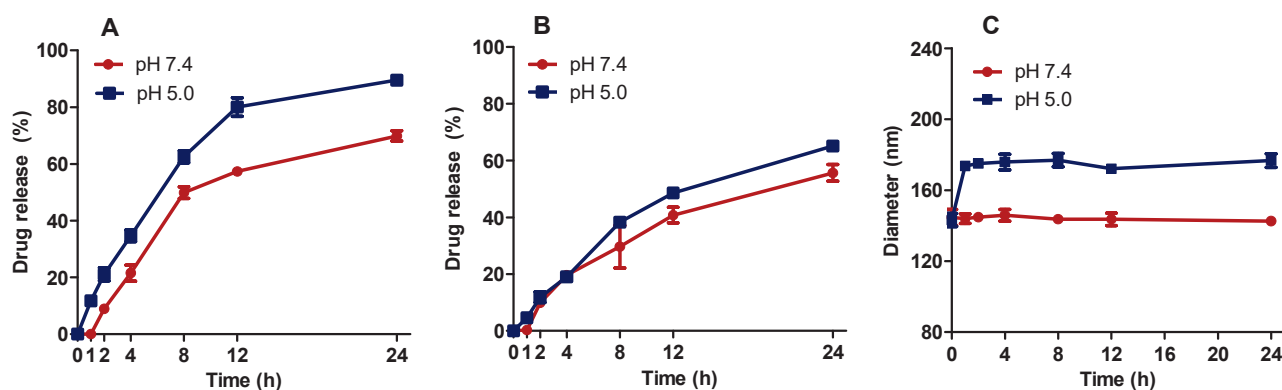 A
pH 7.4
pH 5.0
Drug release (%)
100
80
60
40
20
0
0 1 2 4 8 12 24
Time (h)
B
pH 7.4
pH 5.0
Drug release (%)
100
80
60
40
20
0
0 1 2 4 8 12 24
Time (h)
C
pH 7.4
pH 5.0
Diameter (nm)
240
200
160
120
80
0 4 8 12 16 20 24
Time (h)